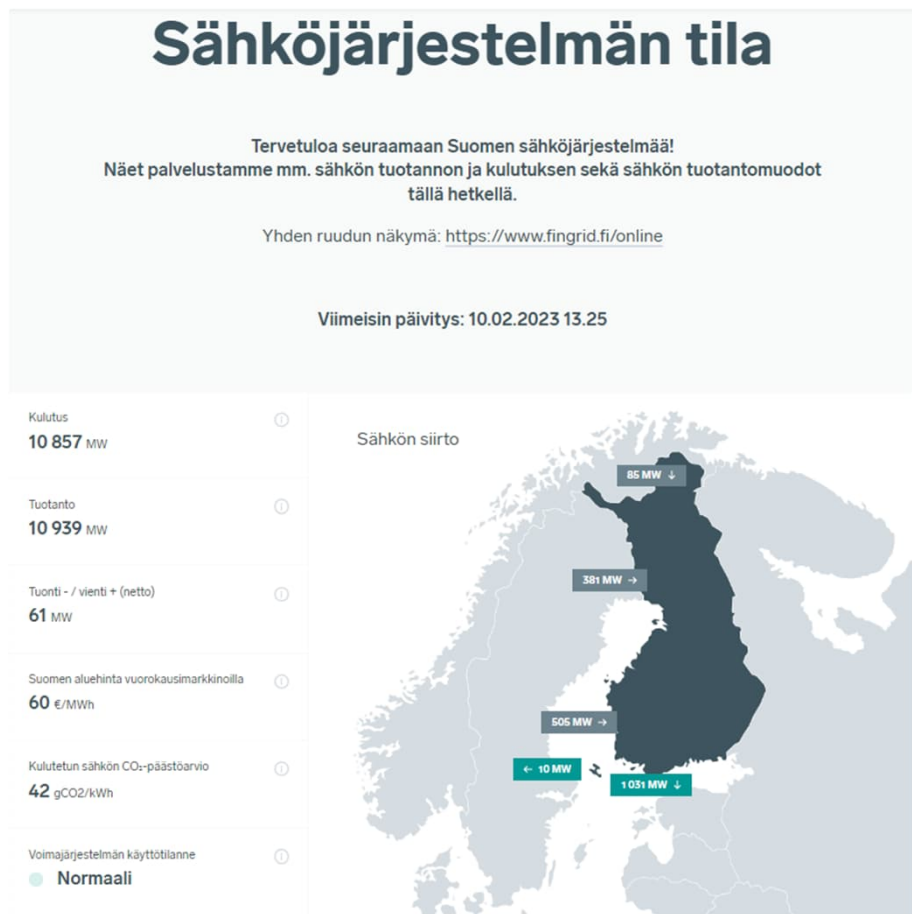 Sähköjärjestelmän tila
Tervetuloa seuraamaan Suomen sähköjärjestelmää!
Näet palvelustamme mm. sähkön tuotannon ja kulutuksen sekä sähkön tuotantomuodot
tällä hetkellä.
Yhden ruudun näkymä: https://www.fingrid.fi/online
Viimeisin päivitys: 10.02.2023 13.25
Kulutus
10 857 MW
Tuotanto
10 939 MW
Tuonti - / vienti + (netto)
61 MW
Suomen aluehinta vuorokausimarkkinoilla
60 €/MWh
Kulutetun sähkön CO₂-päästöarvio
42 gCO2/kWh
Voimajärjestelmän käyttötilanne
Normaali
Sähkön siirto
85 MW ↓
381 MW →
505 MW →
← 10 MW
1 031 MW ↓